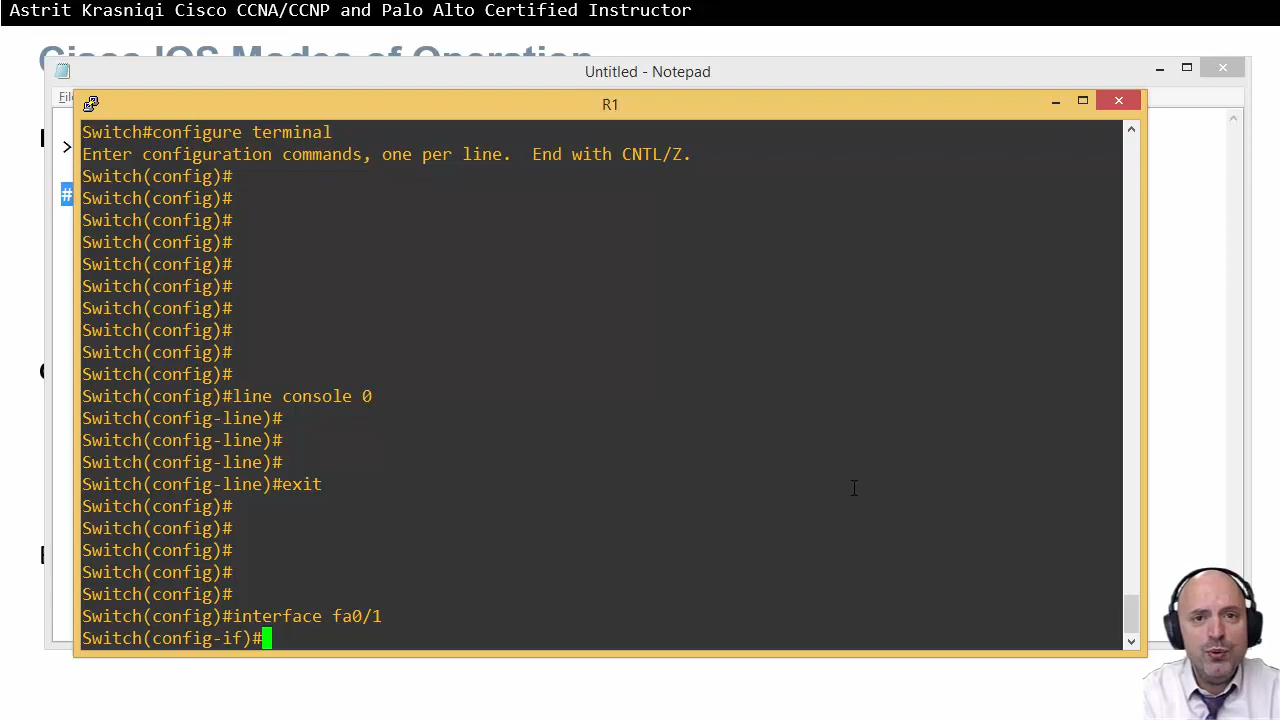 Astrit Krasniqi Cisco CCNA/CCNP and Palo Alto Certified Instructor
Cisco IOS Modes of Operation
Untitled - Notepad
R1
>
#
Switch#configure terminal
Enter configuration commands, one per line.  End with CNTL/Z.
Switch(config)#
Switch(config)#
Switch(config)#
Switch(config)#
Switch(config)#
Switch(config)#
Switch(config)#
Switch(config)#
Switch(config)#
Switch(config)#
Switch(config)#line console 0
Switch(config-line)#
Switch(config-line)#
Switch(config-line)#
Switch(config-line)#exit
Switch(config)#
Switch(config)#
Switch(config)#
Switch(config)#
Switch(config)#
Switch(config)#interface fa0/1
Switch(config-if)#